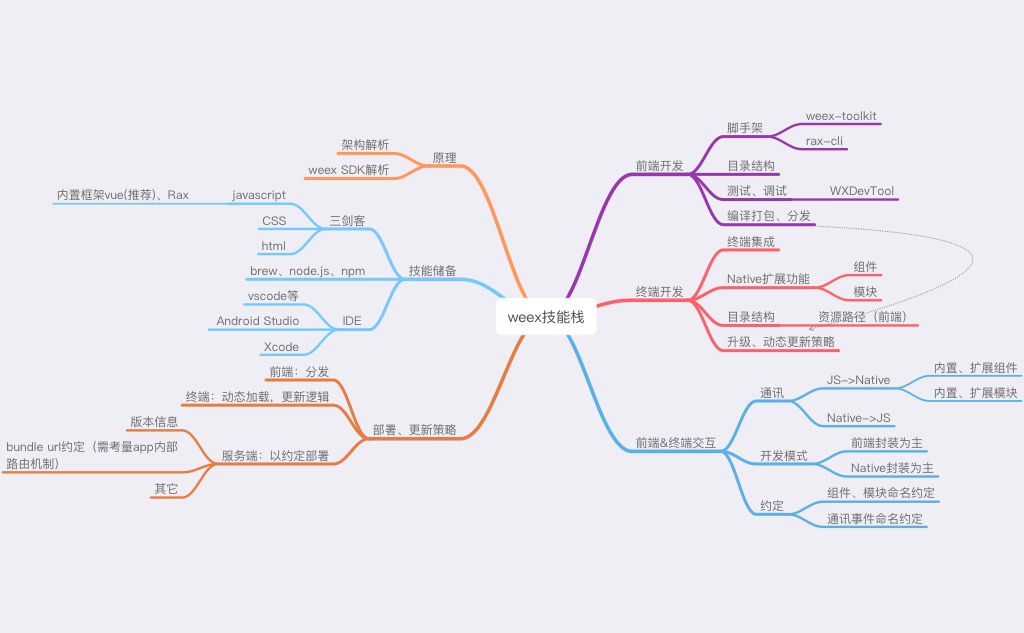 weex技能栈
前端开发
脚手架
weex-toolkit
rax-cli
目录结构
测试、调试
WXDevTool
编译打包、分发
终端开发
终端集成
Native扩展功能
组件
模块
目录结构
资源路径（前端）
升级、动态更新策略
前端&终端交互
通讯
JS->Native
内置、扩展组件
内置、扩展模块
Native->JS
开发模式
前端封装为主
Native封装为主
约定
组件、模块命名约定
通讯事件命名约定
原理
架构解析
weex SDK解析
技能储备
三剑客
javascript
内置框架vue(推荐)、Rax
CSS
html
brew、node.js、npm
IDE
vscode等
Android Studio
Xcode
部署、更新策略
前端：分发
终端：动态加载，更新逻辑
服务端：以约定部署
版本信息
bundle url约定（需考量app内部
路由机制）
其它